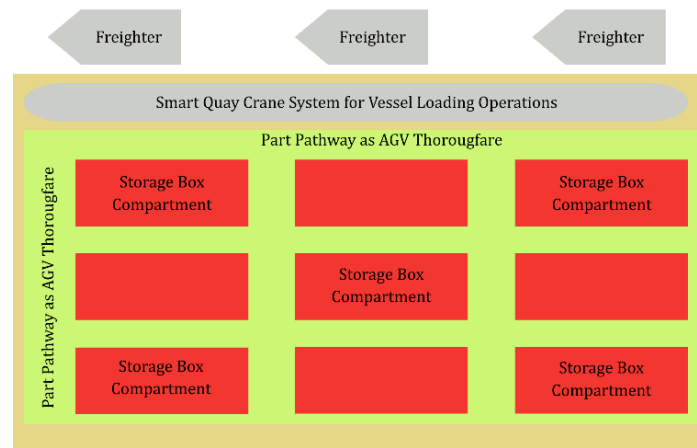 Freighter
Freighter
Freighter
Smart Quay Crane System for Vessel Loading Operations
Part Pathway as AGV Thorougfare
Part Pathway as AGV Thorougfare
Storage Box
Compartment
Storage Box
Compartment
Storage Box
Compartment
Storage Box
Compartment
Storage Box
Compartment